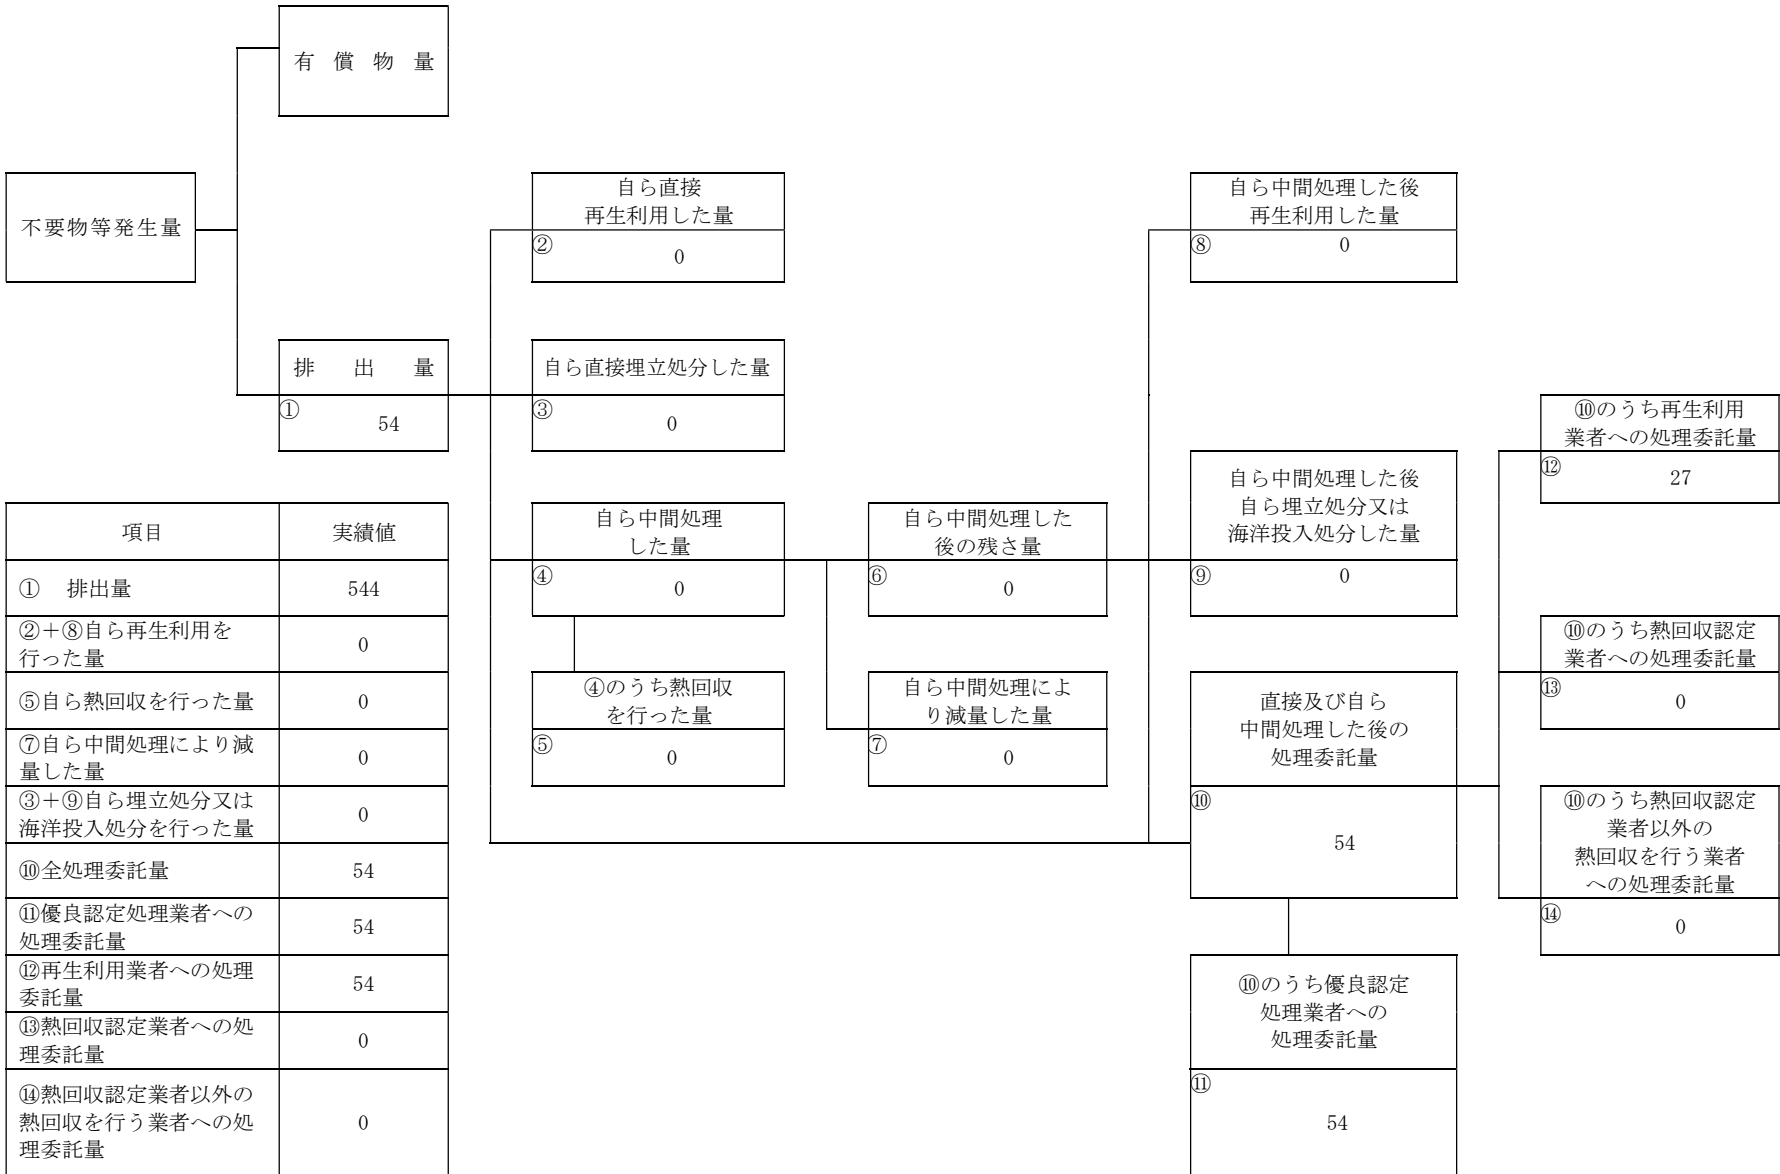 有償物量
不要物等発生量
自ら直接
再生利用した量
② 0
自ら中間処理した後
再生利用した量
⑧ 0
排出量
① 54
自ら直接埋立処分した量
③ 0
⑩のうち再生利用
業者への処理委託量
⑫ 27
自ら中間処理
した量
④ 0
自ら中間処理した
後の残さ量
⑥ 0
自ら中間処理した後
自ら埋立処分又は
海洋投入処分した量
⑨ 0
⑩のうち熱回収認定
業者への処理委託量
⑬ 0
④のうち熱回収
を行った量
⑤ 0
自ら中間処理によ
り減量した量
⑦ 0
直接及び自ら
中間処理した後の
処理委託量
⑩
54
⑩のうち熱回収認定
業者以外の
熱回収を行う業者
への処理委託量
⑭ 0
⑩のうち優良認定
処理業者への
処理委託量
⑪
54
項目 実績値
① 排出量 544
②+⑧自ら再生利用を
行った量 0
⑤自ら熱回収を行った量 0
⑦自ら中間処理により減
量した量 0
③+⑨自ら埋立処分又は
海洋投入処分を行った量 0
⑩全処理委託量 54
⑪優良認定処理業者への
処理委託量 54
⑫再生利用業者への処理
委託量 54
⑬熱回収認定業者への処
理委託量 0
⑭熱回収認定業者以外の
熱回収を行う業者への処 0
理委託量